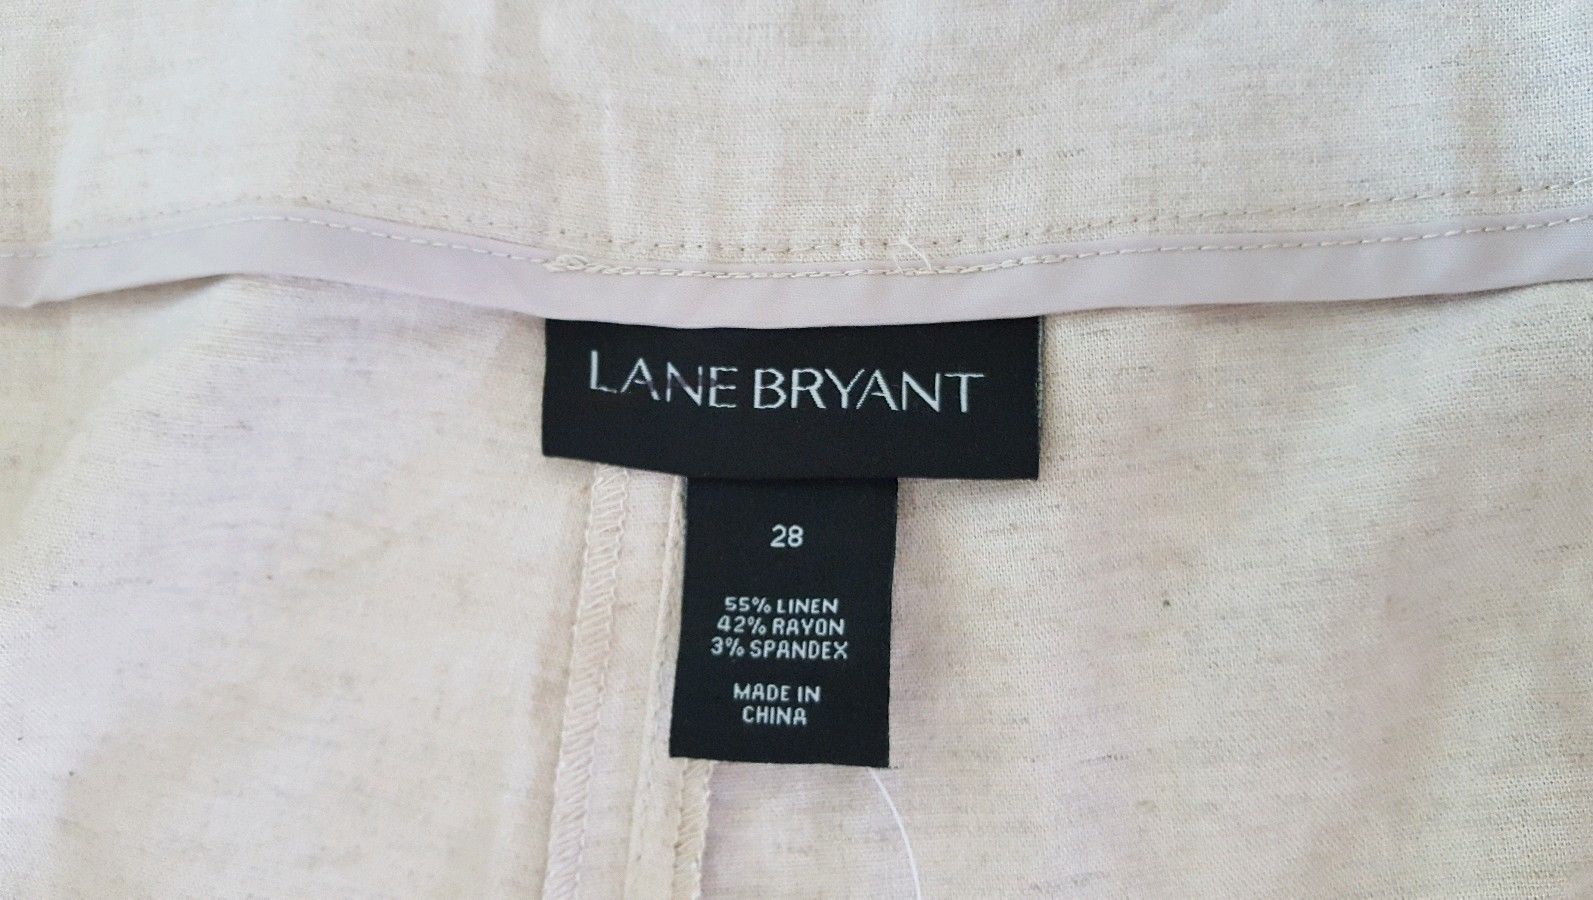 LANE BRYANT
28
55% LINEN
42% RAYON
3% SPANDEX
MADE IN
CHINA